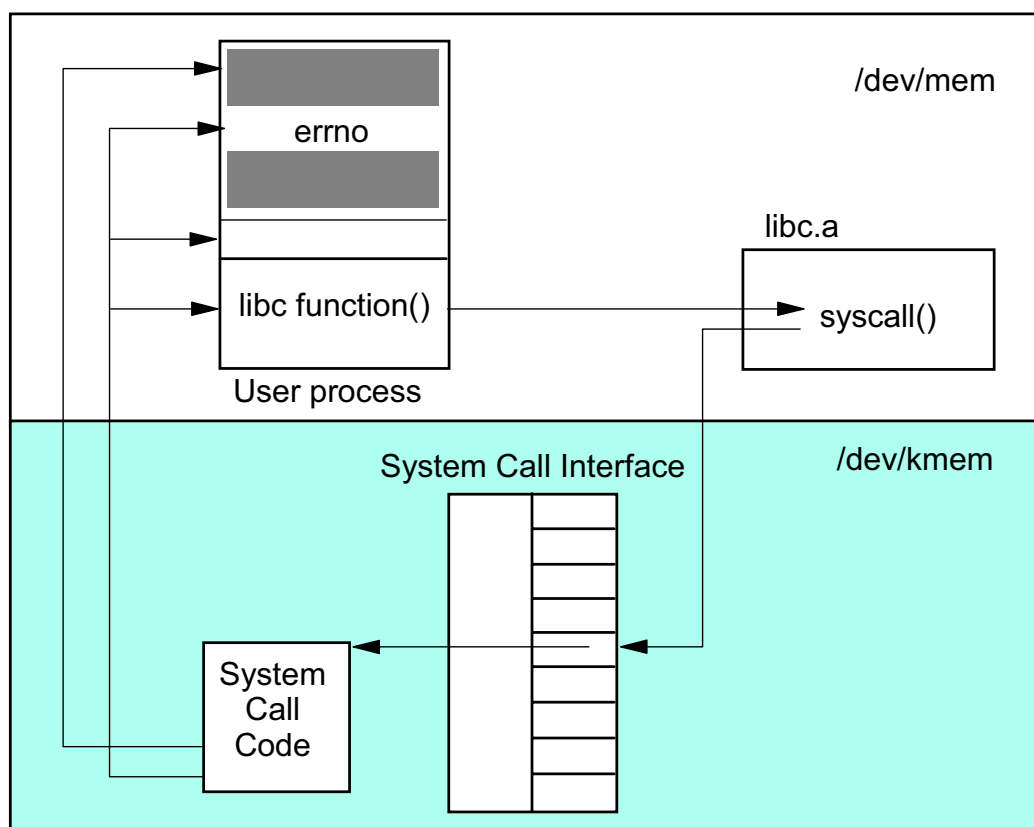 /dev/mem
errno
libc.a
libc function()
syscall()
User process
/dev/kmem
System Call Interface
System
Call
Code